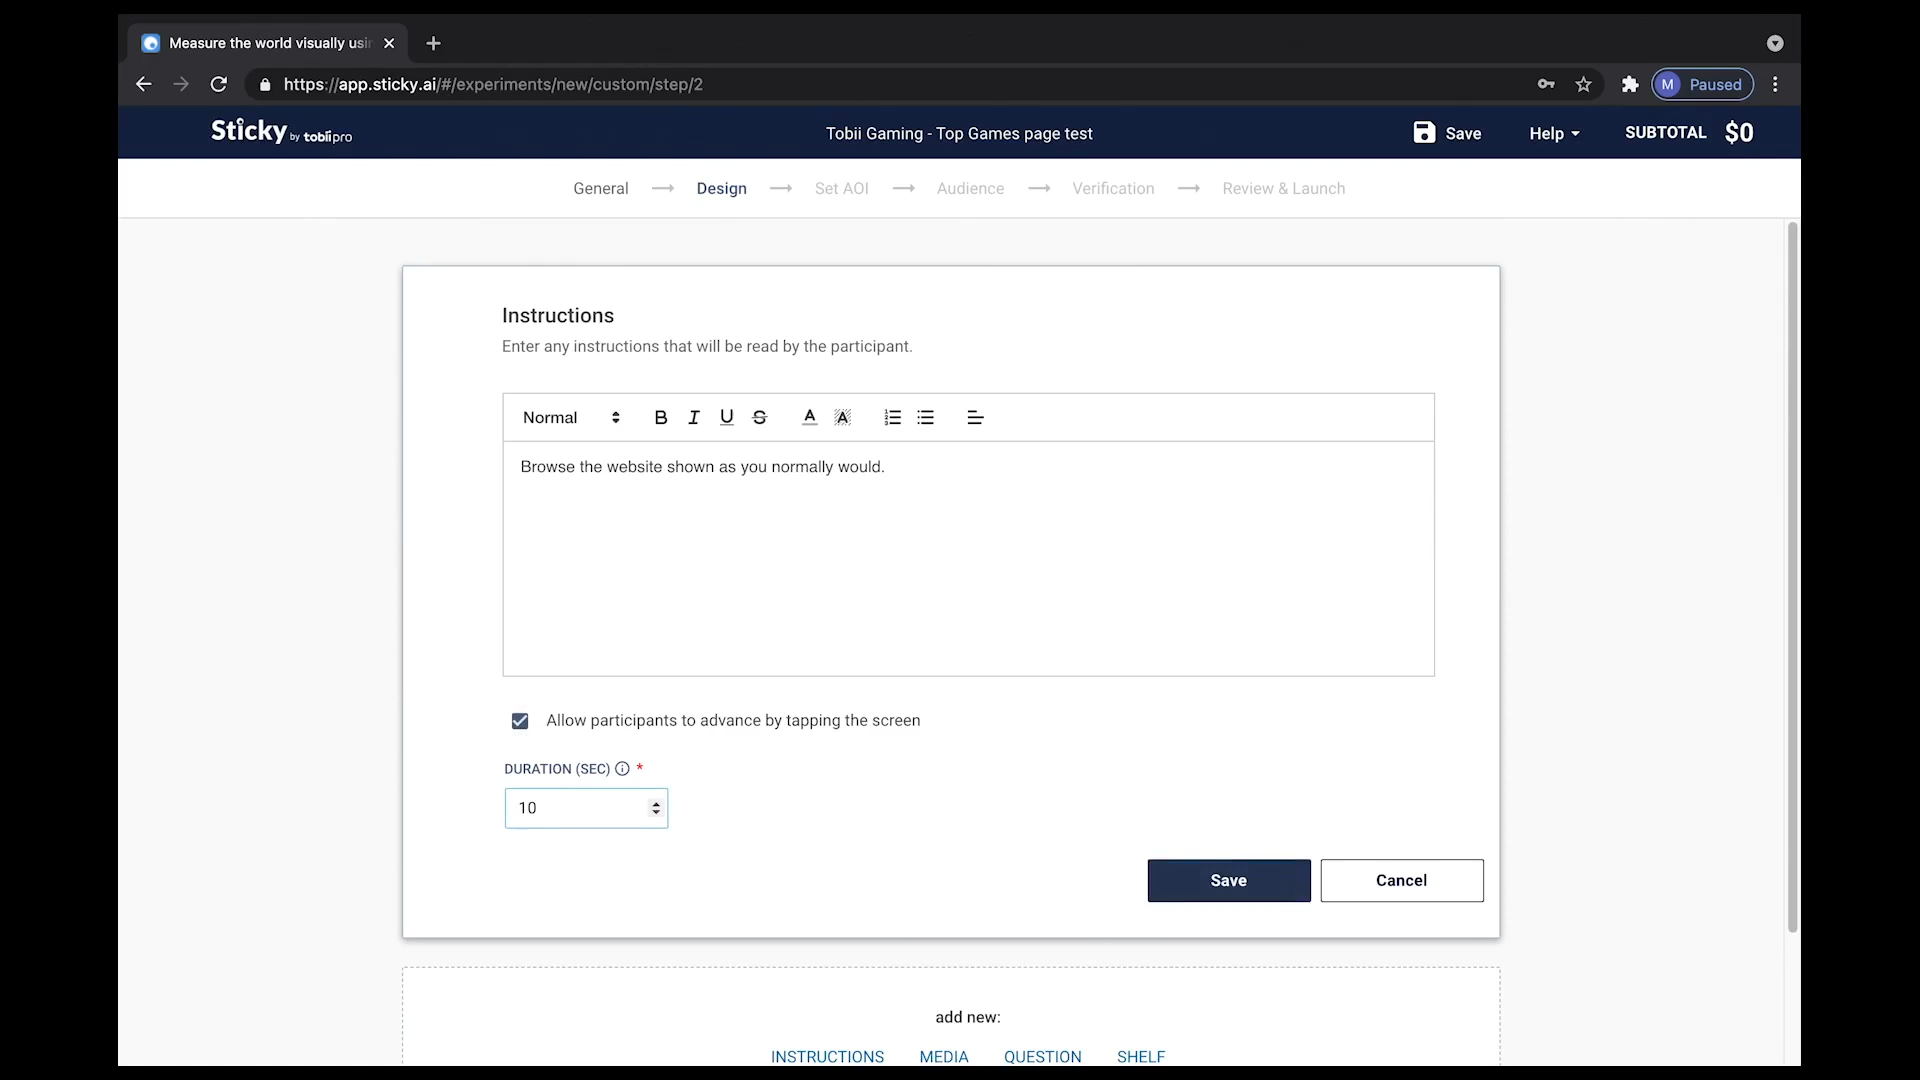 Measure the world visually usin
https://app.sticky.ai/#/experiments/new/custom/step/2
M Paused
Sticky by tobii pro
Tobii Gaming - Top Games page test
Save
Help
SUBTOTAL $0
General → Design → Set AOI → Audience → Verification → Review & Launch
Instructions
Enter any instructions that will be read by the participant.
Normal B I U S A A
Browse the website shown as you normally would.
Allow participants to advance by tapping the screen
DURATION (SEC) *
10
Save Cancel
add new:
INSTRUCTIONS MEDIA QUESTION SHELF